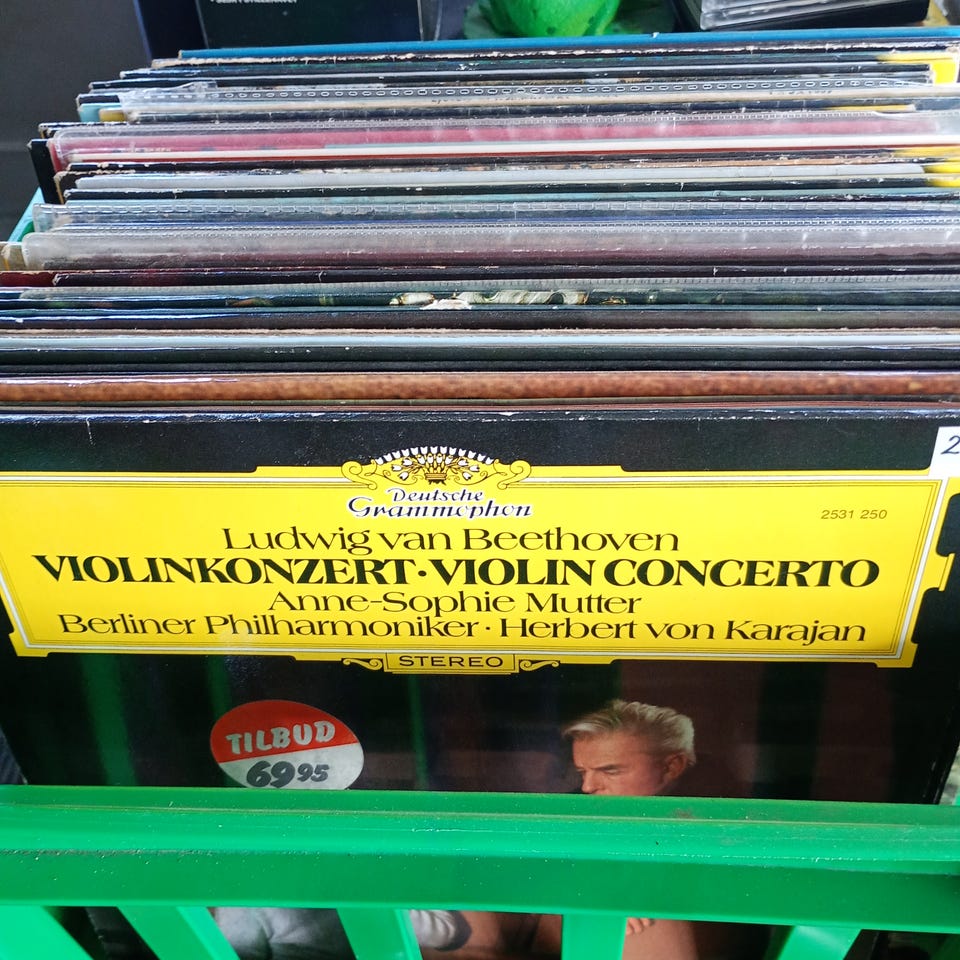 Deutsche
Grammophon
2531 250
Ludwig van Beethoven
VIOLINKONZERT · VIOLIN CONCERTO
Anne-Sophie Mutter
Berliner Philharmoniker · Herbert von Karajan
STEREO
TILBUD
69 95
2